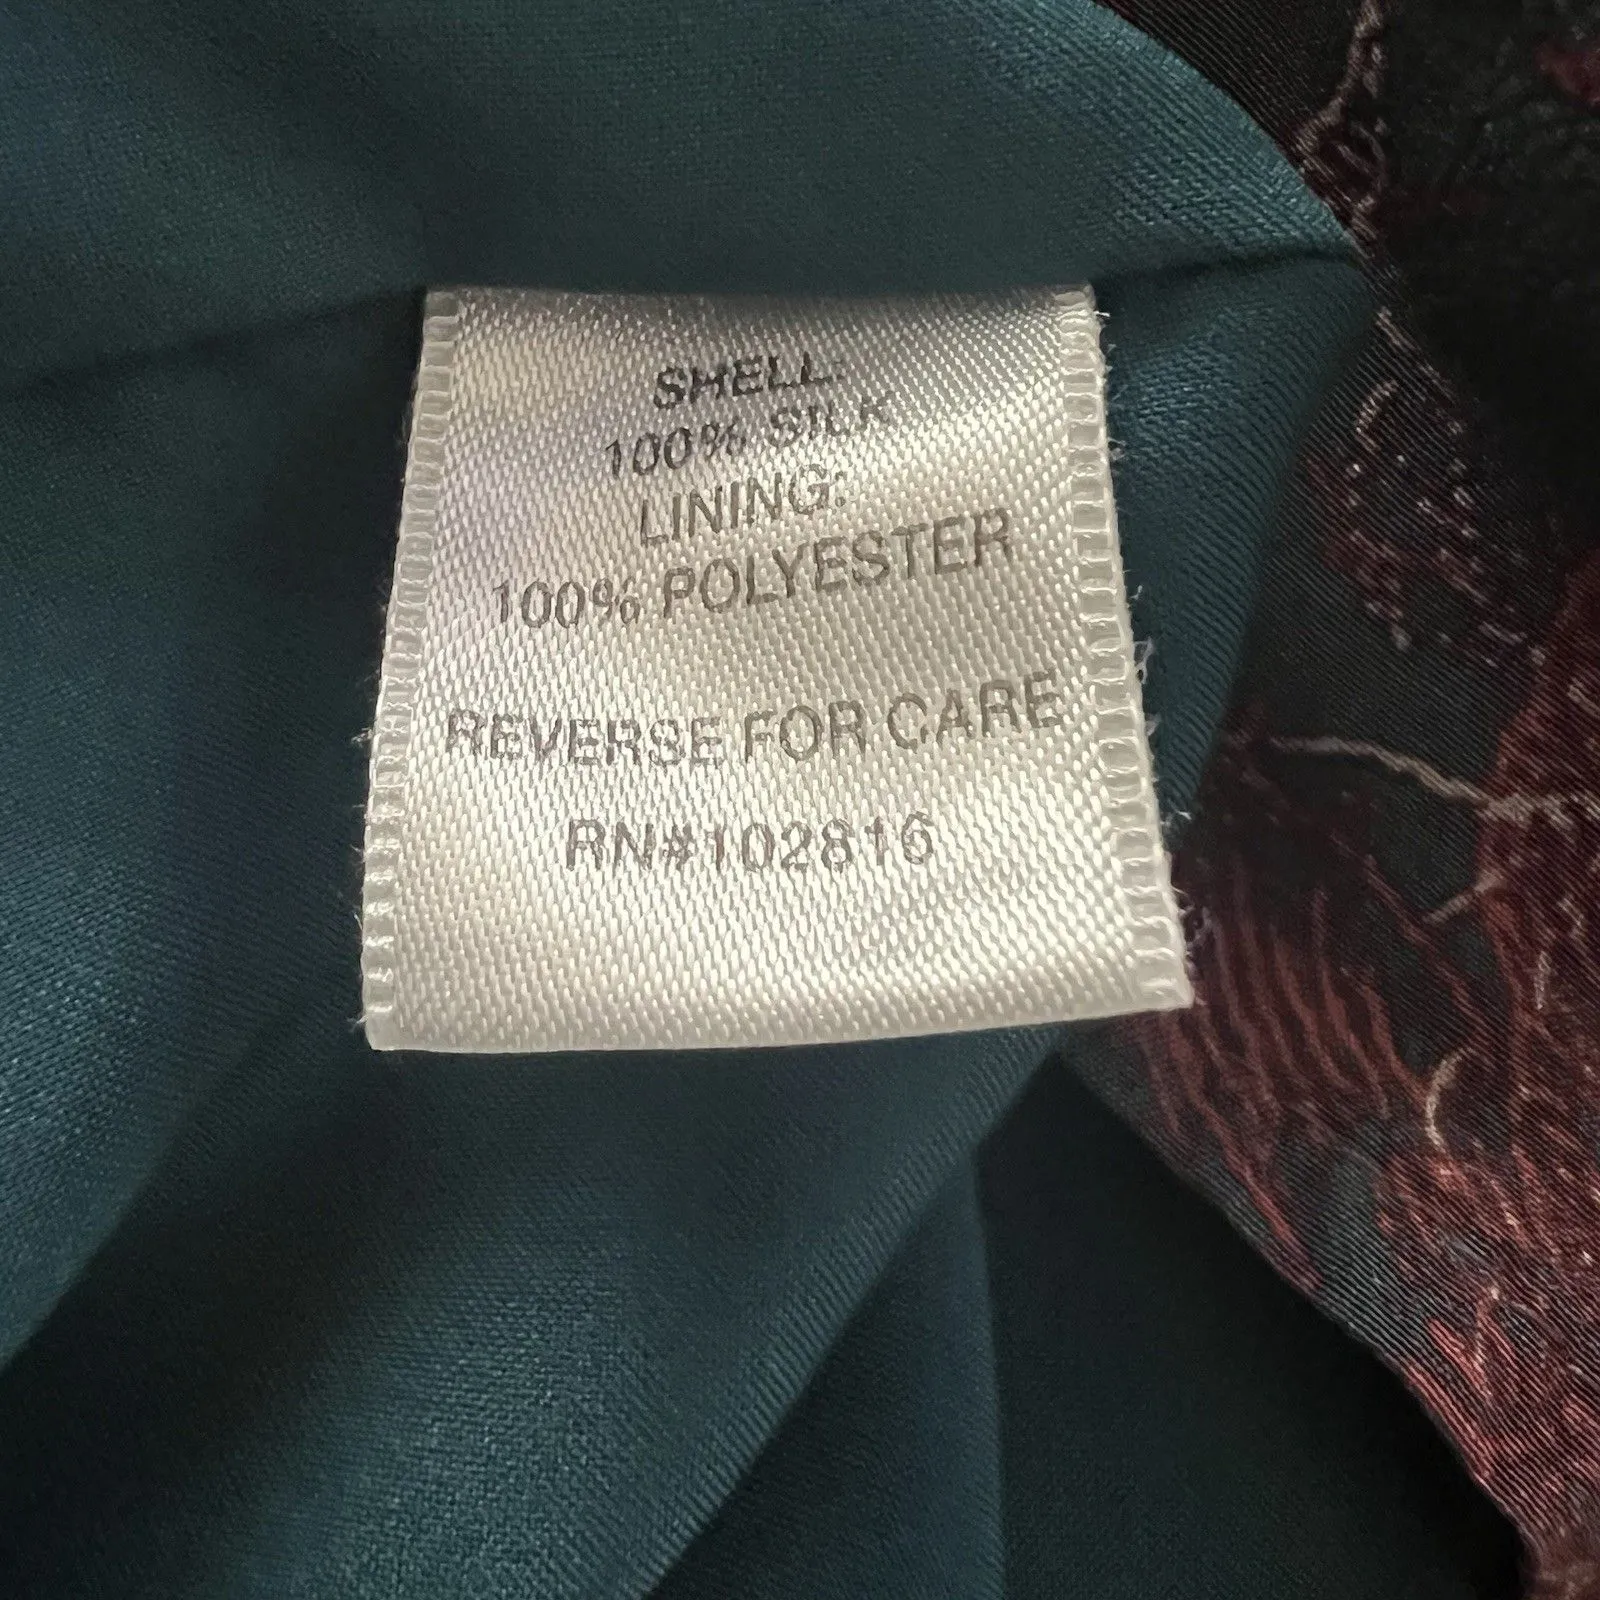 SHELL:
100% SILK
LINING:
100% POLYESTER
REVERSE FOR CARE
RN#102816